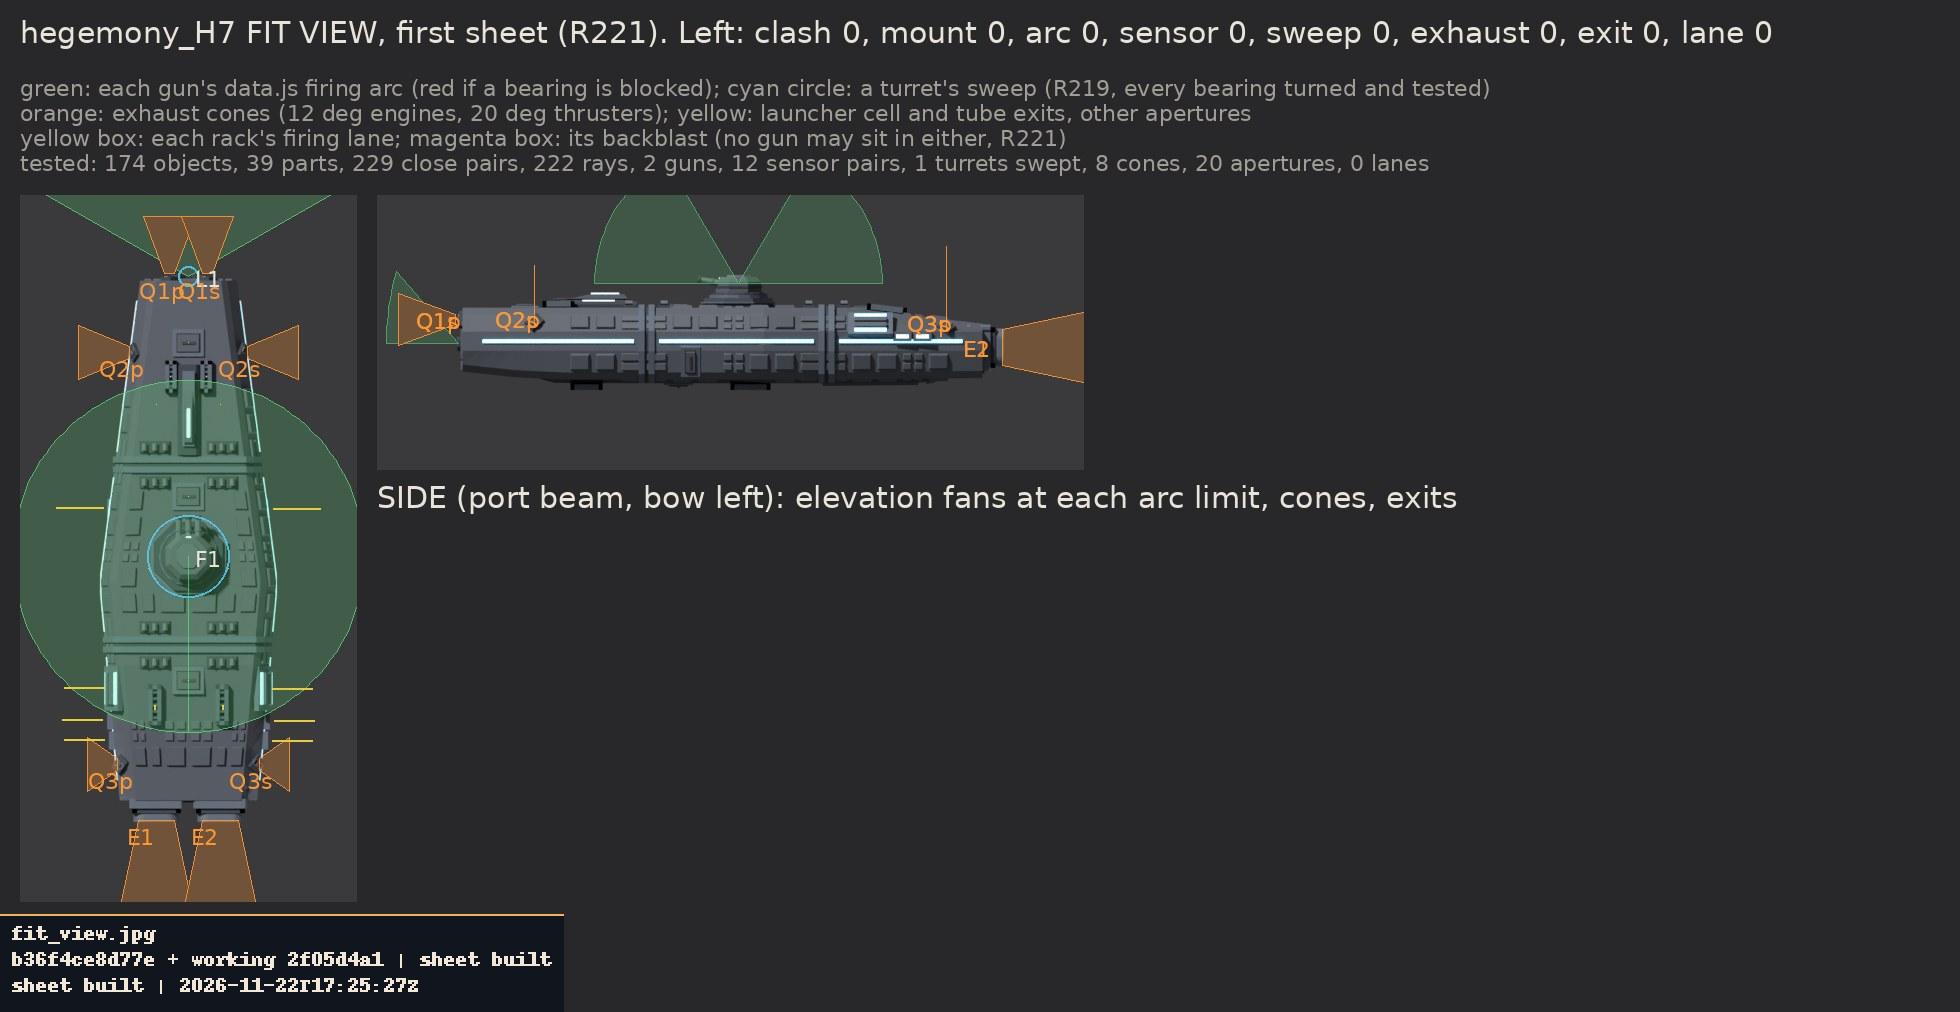 hegemony_H7 FIT VIEW, first sheet (R221). Left: clash 0, mount 0, arc 0, sensor 0, sweep 0, exhaust 0, exit 0, lane 0
green: each gun's data.js firing arc (red if a bearing is blocked); cyan circle: a turret's sweep (R219, every bearing turned and tested)
orange: exhaust cones (12 deg engines, 20 deg thrusters); yellow: launcher cell and tube exits, other apertures
yellow box: each rack's firing lane; magenta box: its backblast (no gun may sit in either, R221)
tested: 174 objects, 39 parts, 229 close pairs, 222 rays, 2 guns, 12 sensor pairs, 1 turrets swept, 8 cones, 20 apertures, 0 lanes
L1
Q1p Q1s
Q2p Q2s
F1
Q3p Q3s
E1 E2
Q2p
E2
SIDE (port beam, bow left): elevation fans at each arc limit, cones, exits
fit_view.jpg
b36f4ce8d77e + working 2f05d4a1 | sheet built
sheet built | 2026-11-22T17:25:27Z